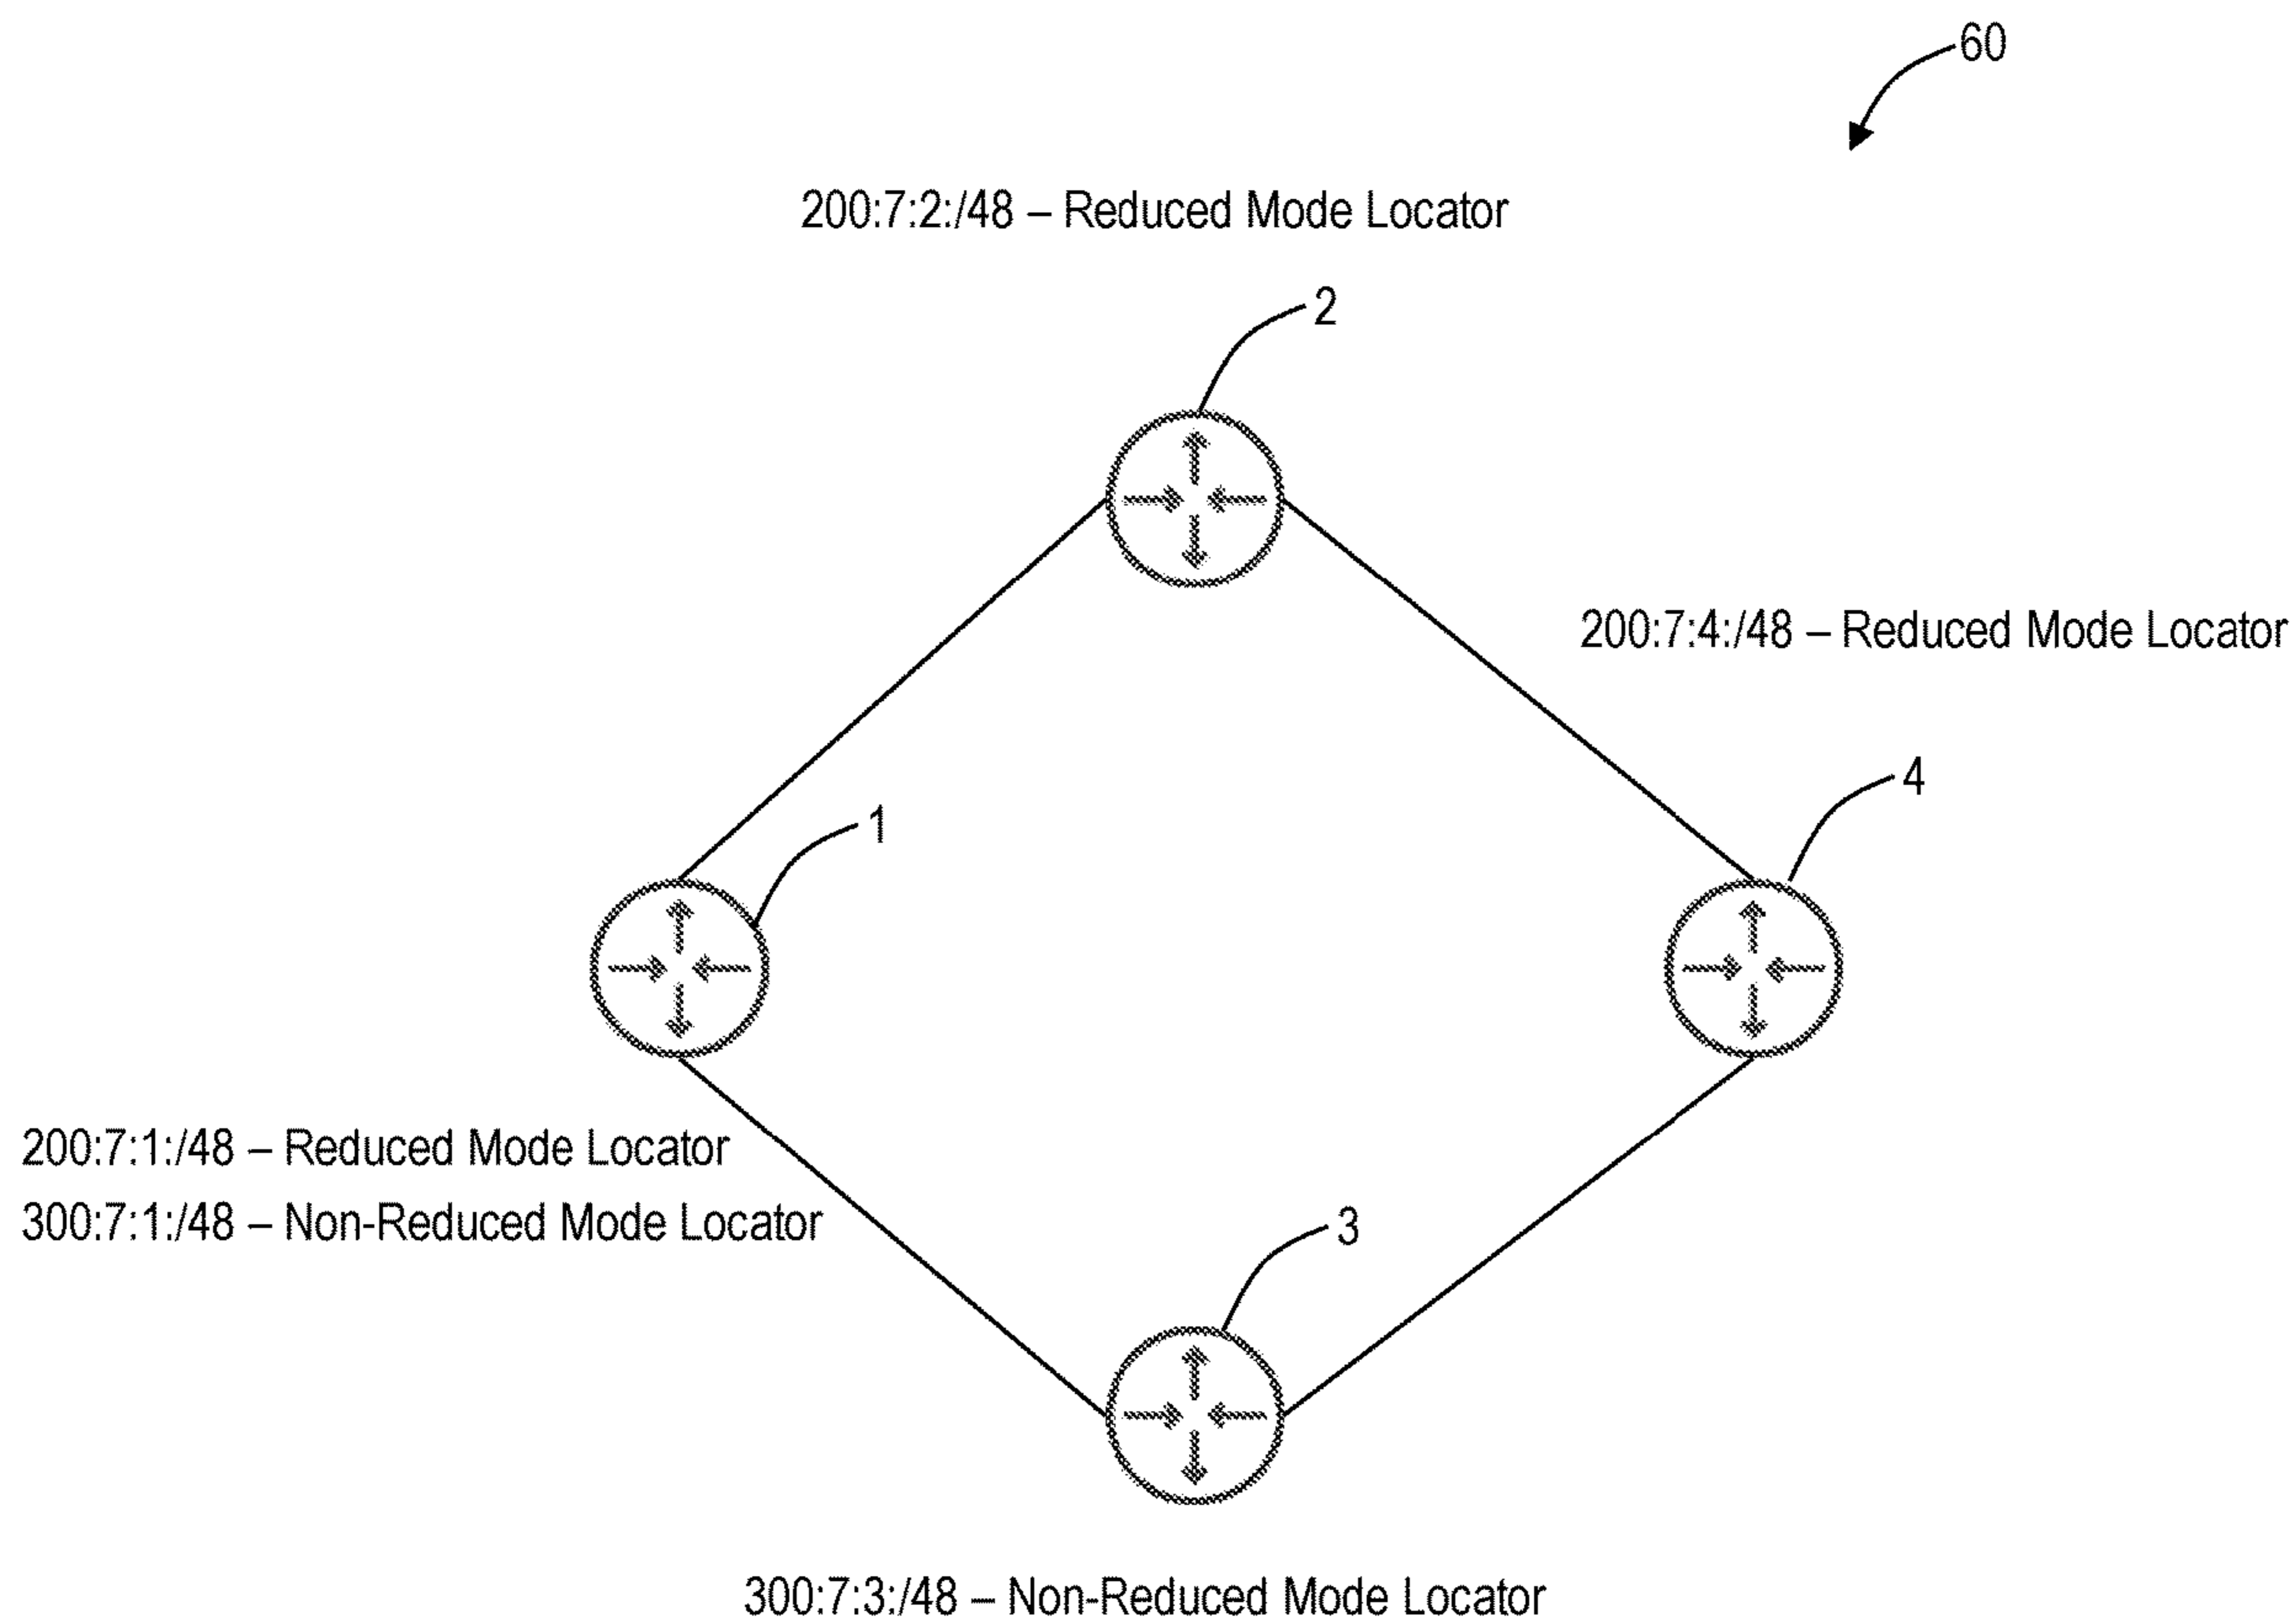 60
200:7:2:/48 – Reduced Mode Locator
2
200:7:4:/48 – Reduced Mode Locator
4
1
200:7:1:/48 – Reduced Mode Locator
300:7:1:/48 – Non-Reduced Mode Locator
3
300:7:3:/48 – Non-Reduced Mode Locator